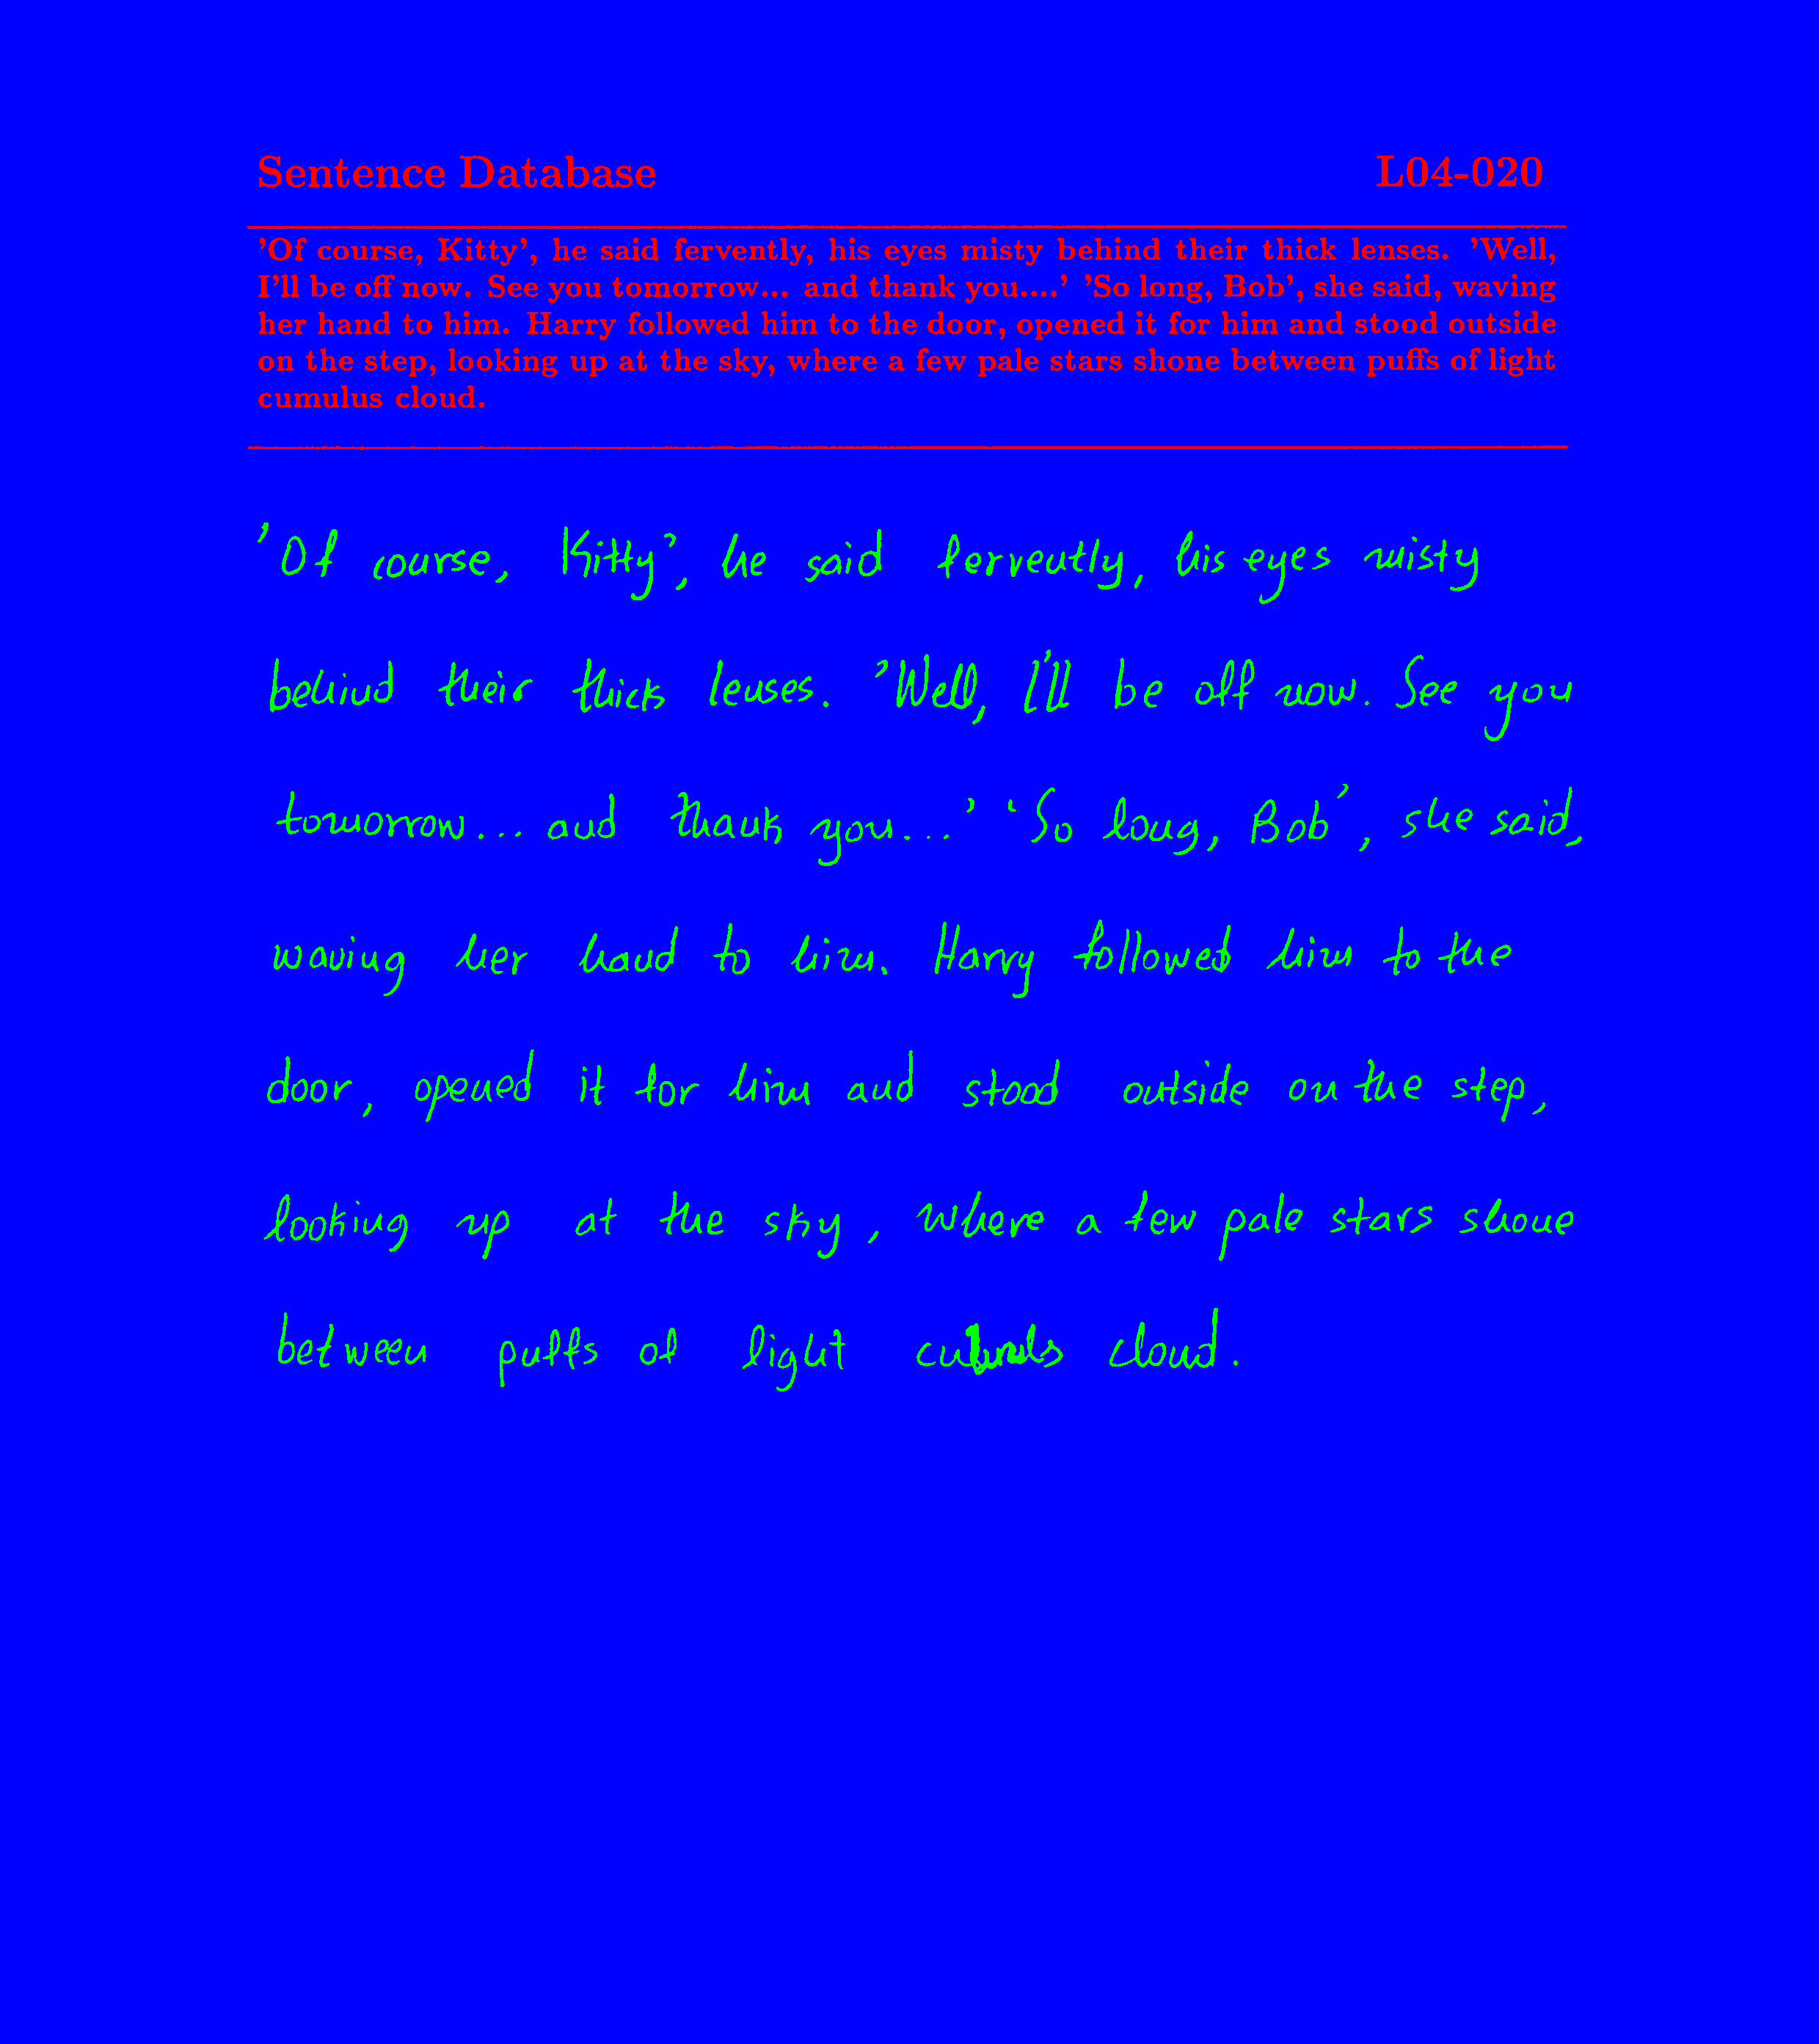 Sentence Database L04-020
'Of course, Kitty', he said fervently, his eyes misty behind their thick lenses. 'Well,
I'll be off now. See you tomorrow... and thank you....' 'So long, Bob', she said, waving
her hand to him. Harry followed him to the door, opened it for him and stood outside
on the step, looking up at the sky, where a few pale stars shone between puffs of light
cumulus cloud.
'Of course, Kitty', he said fervently, his eyes misty
behind their thick lenses. 'Well, I'll be off now. See you
tomorrow... and thank you...' 'So long, Bob', she said,
waving her hand to him. Harry followed him to the
door, opened it for him and stood outside on the step,
looking up at the sky, where a few pale stars shone
between puffs of light cloud.